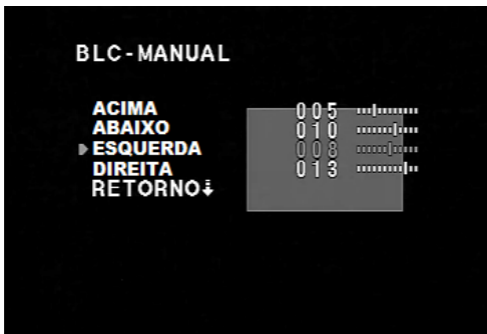 BLC-MANUAL
ACIMA 005
ABAIXO 010
ESQUERDA 008
DIREITA 013
RETORNO